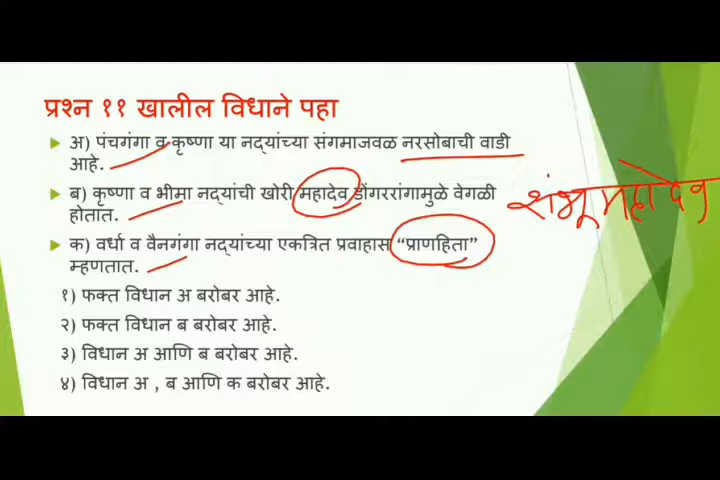 प्रश्न ११ खालील विधाने पहा
अ) पंचगंगा व कृष्णा या नद्यांच्या संगमाजवळ नरसोबाची वाडी
आहे.
ब) कृष्णा व भीमा नद्यांची खोरी महादेव डोंगररांगामुळे वेगळी
होतात.
शंभू महादेव
क) वर्धा व वैनगंगा नद्यांच्या एकत्रित प्रवाहास “प्राणहिता”
म्हणतात.
१) फक्त विधान अ बरोबर आहे.
२) फक्त विधान ब बरोबर आहे.
३) विधान अ आणि ब बरोबर आहे.
४) विधान अ , ब आणि क बरोबर आहे.